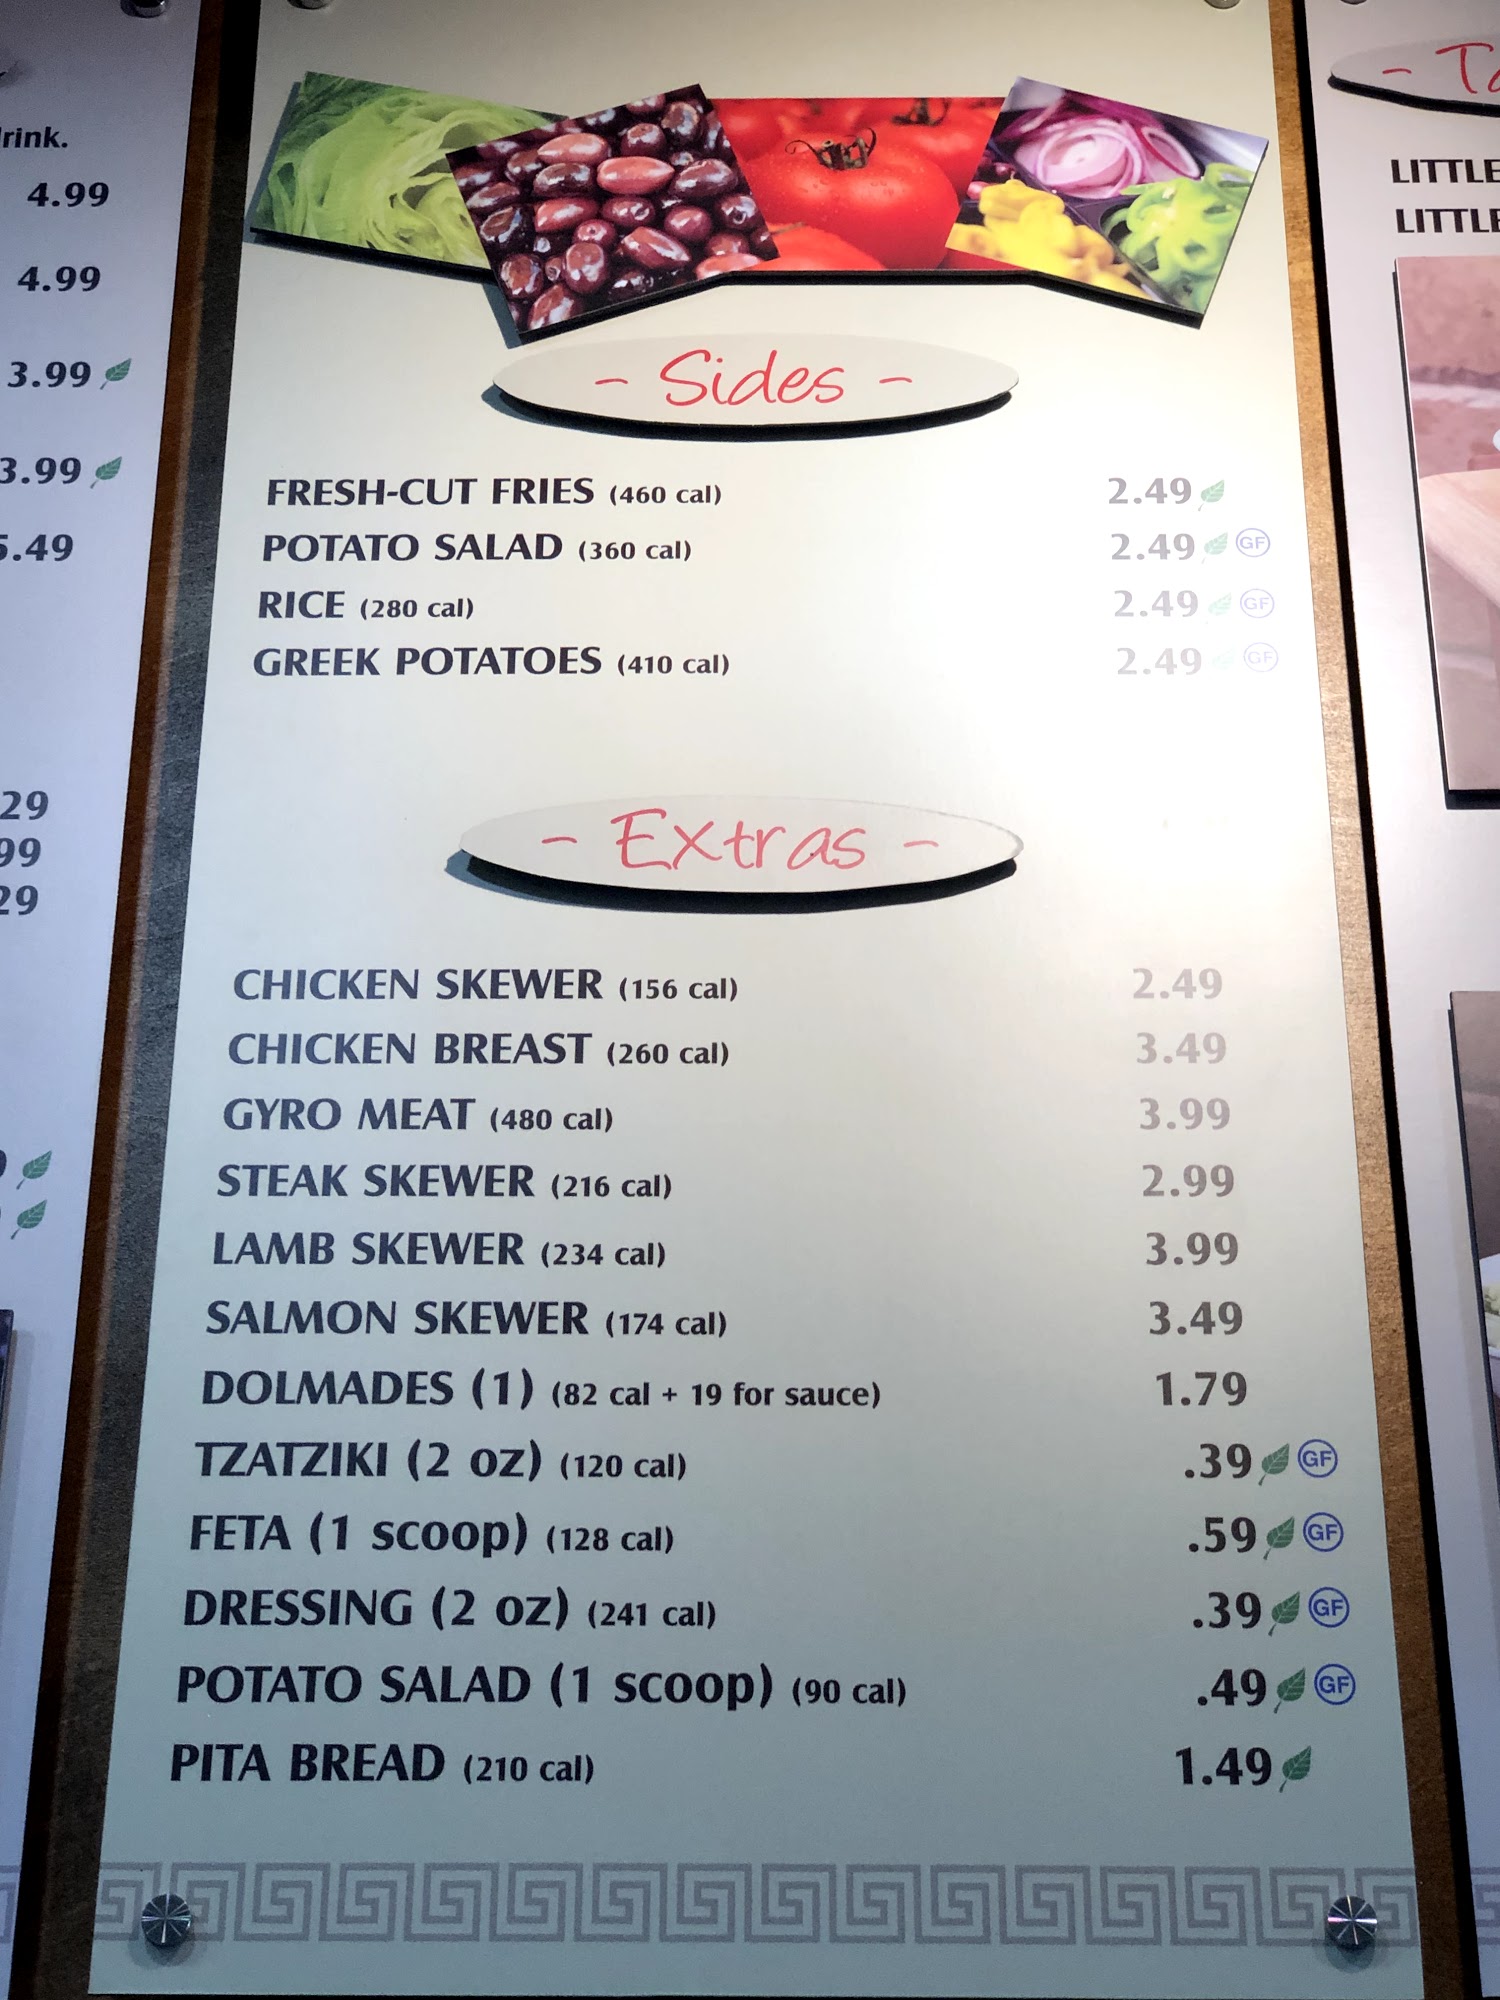 drink.
4.99
4.99
3.99
3.99
5.49
29
99
29
- Sides -
FRESH-CUT FRIES (460 cal) 2.49
POTATO SALAD (360 cal) 2.49 GF
RICE (280 cal) 2.49 GF
GREEK POTATOES (410 cal) 2.49 GF
- Extras -
CHICKEN SKEWER (156 cal) 2.49
CHICKEN BREAST (260 cal) 3.49
GYRO MEAT (480 cal) 3.99
STEAK SKEWER (216 cal) 2.99
LAMB SKEWER (234 cal) 3.99
SALMON SKEWER (174 cal) 3.49
DOLMADES (1) (82 cal + 19 for sauce) 1.79
TZATZIKI (2 oz) (120 cal) .39 GF
FETA (1 scoop) (128 cal) .59 GF
DRESSING (2 oz) (241 cal) .39 GF
POTATO SALAD (1 scoop) (90 cal) .49 GF
PITA BREAD (210 cal) 1.49
LITTLE
LITTLE